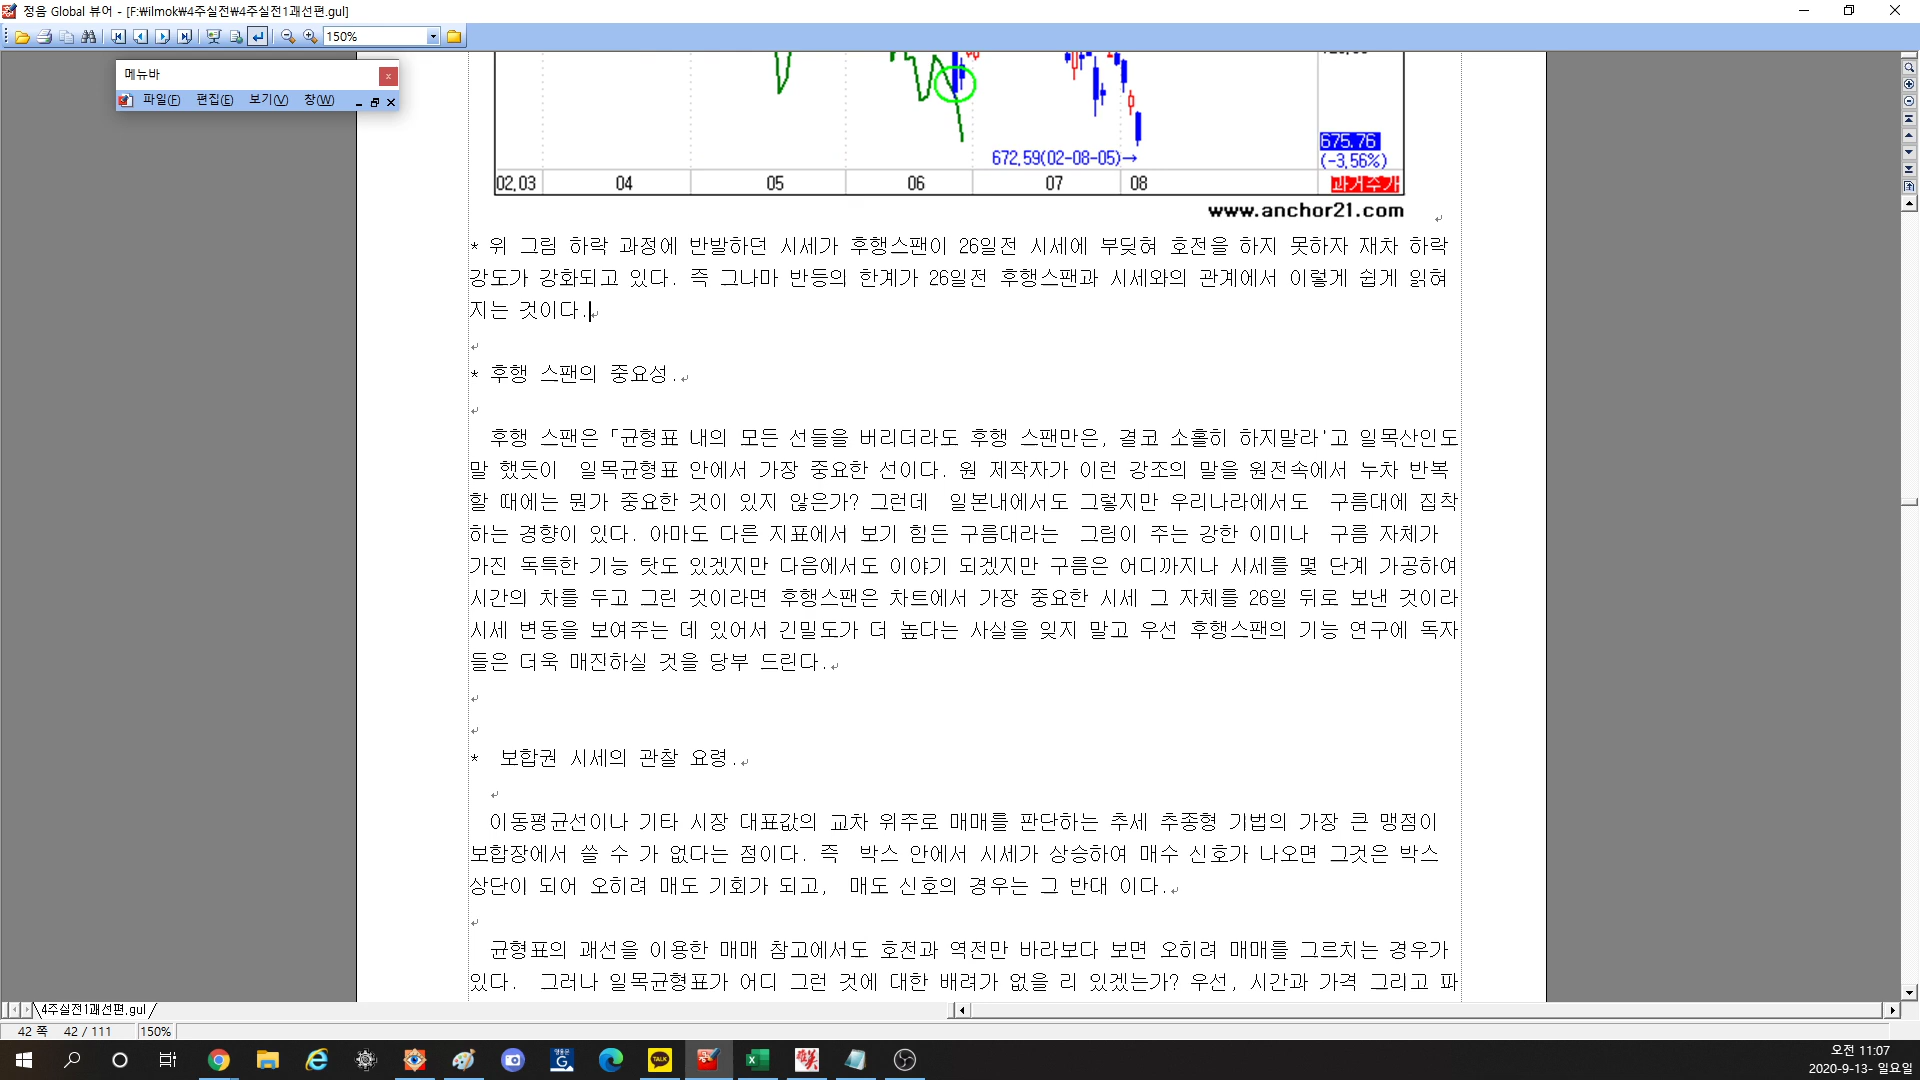 정음 Global 뷰어 - [F:₩ilmok₩4주실전₩4주실전1괘선편.gul]
150%
메뉴바
파일(F) 편집(E) 보기(V) 창(W)
675.76
672,59(02-08-05)→
(-3,56%)
02,03 04 05 06 07 08
과거주가
www.anchor21.com
* 위 그림 하락 과정에 반발하던 시세가 후행스팬이 26일전 시세에 부딪혀 호전을 하지 못하자 재차 하락
강도가 강화되고 있다. 즉 그나마 반등의 한계가 26일전 후행스팬과 시세와의 관계에서 이렇게 쉽게 읽혀
지는 것이다.
* 후행 스팬의 중요성.
후행 스팬은「균형표 내의 모든 선들을 버리더라도 후행 스팬만은, 결코 소홀히 하지말라'고 일목산인도
말 했듯이 일목균형표 안에서 가장 중요한 선이다. 원 제작자가 이런 강조의 말을 원전속에서 누차 반복
할 때에는 뭔가 중요한 것이 있지 않은가? 그런데 일본내에서도 그렇지만 우리나라에서도 구름대에 집착
하는 경향이 있다. 아마도 다른 지표에서 보기 힘든 구름대라는 그림이 주는 강한 이미나 구름 자체가
가진 독특한 기능 탓도 있겠지만 다음에서도 이야기 되겠지만 구름은 어디까지나 시세를 몇 단계 가공하여
시간의 차를 두고 그린 것이라면 후행스팬은 차트에서 가장 중요한 시세 그 자체를 26일 뒤로 보낸 것이라
시세 변동을 보여주는 데 있어서 긴밀도가 더 높다는 사실을 잊지 말고 우선 후행스팬의 기능 연구에 독자
들은 더욱 매진하실 것을 당부 드린다.
* 보합권 시세의 관찰 요령.
이동평균선이나 기타 시장 대표값의 교차 위주로 매매를 판단하는 추세 추종형 기법의 가장 큰 맹점이
보합장에서 쓸 수 가 없다는 점이다. 즉 박스 안에서 시세가 상승하여 매수 신호가 나오면 그것은 박스
상단이 되어 오히려 매도 기회가 되고, 매도 신호의 경우는 그 반대 이다.
균형표의 괘선을 이용한 매매 참고에서도 호전과 역전만 바라보다 보면 오히려 매매를 그르치는 경우가
있다. 그러나 일목균형표가 어디 그런 것에 대한 배려가 없을 리 있겠는가? 우선, 시간과 가격 그리고 파
4주실전1괘선편.gul
42 쪽 42 / 111 150%
TALK
오전 11:07
2020-9-13- 일요일